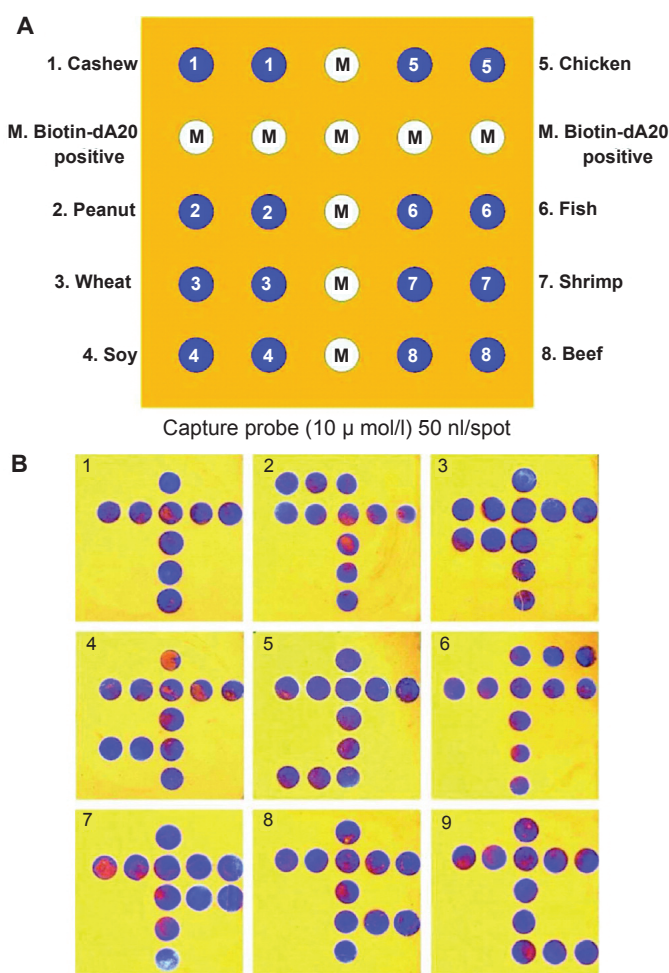 A
1. Cashew
1 1 M 5 5
5. Chicken
M. Biotin-dA20
positive
M M M M M
M. Biotin-dA20
positive
2. Peanut
2 2 M 6 6
6. Fish
3. Wheat
3 3 M 7 7
7. Shrimp
4. Soy
4 4 M 8 8
8. Beef
Capture probe (10 µ mol/l) 50 nl/spot
B
1 2 3
4 5 6
7 8 9